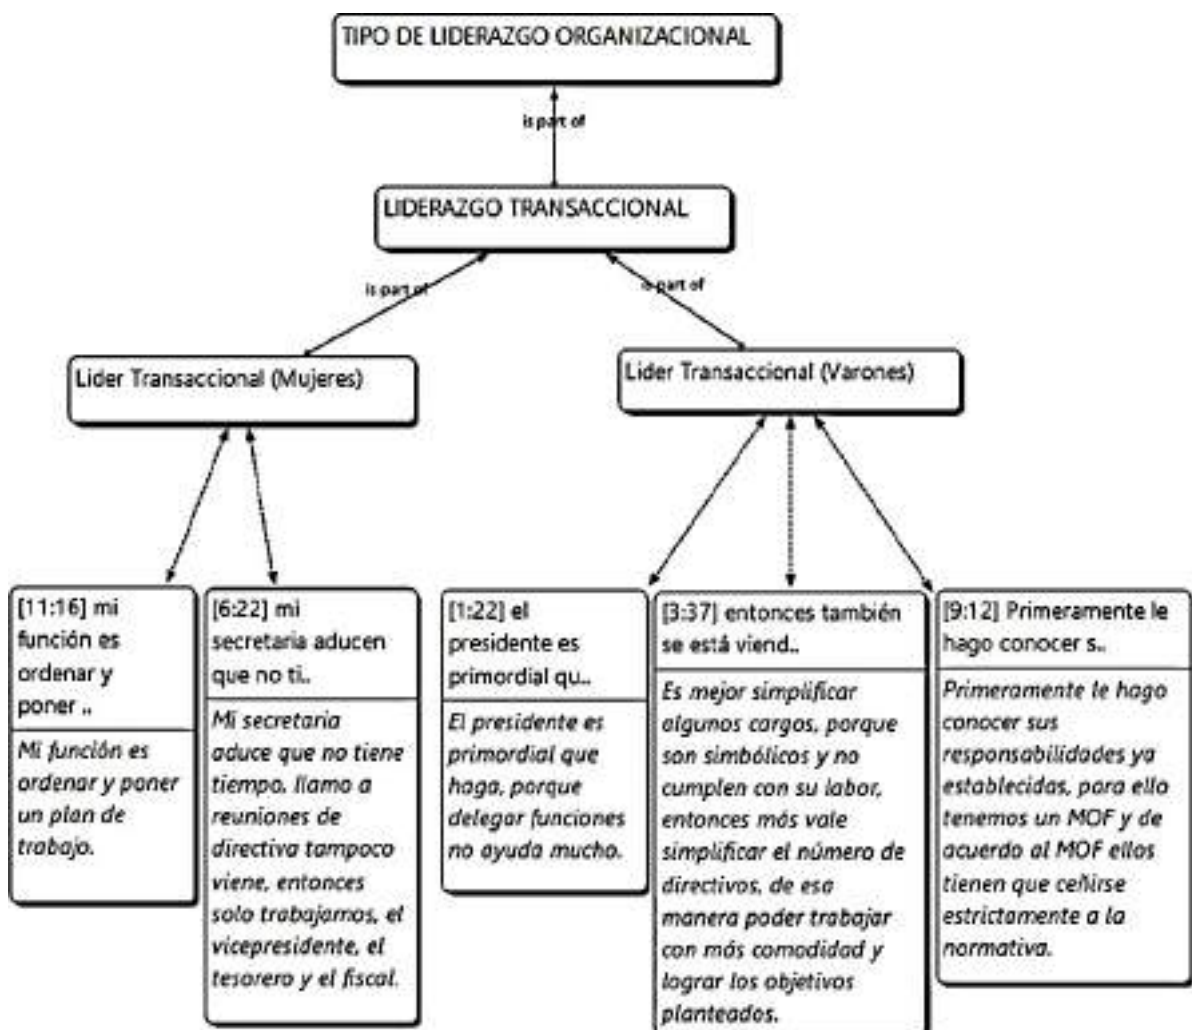 TIPO DE LIDERAZGO ORGANIZACIONAL
is part of
LIDERAZGO TRANSACCIONAL
is part of
is part of
Lider Transaccional (Mujeres)
Lider Transaccional (Varones)
[11:16] mi
función es
ordenar y
poner ..
Mi función es
ordenar y poner
un plan de
trabajo.
[6:22] mi
secretaria aducen
que no ti..
Mi secretaria
aduce que no tiene
tiempo, llamo a
reuniones de
directiva tampoco
viene, entonces
solo trabajamos, el
vicepresidente, el
tesorero y el fiscal.
[1:22] el
presidente es
primordial qu..
El presidente es
primordial que
haga, porque
delegar funciones
no ayuda mucho.
[3:37] entonces también
se está viend..
Es mejor simplificar
algunos cargos, porque
son simbólicos y no
cumplen con su labor,
entonces más vale
simplificar el número de
directivos, de esa
manera poder trabajar
con más comodidad y
lograr los objetivos
planteados.
[9:12] Primeramente le
hago conocer s..
Primeramente le hago
conocer sus
responsabilidades ya
establecidas, para ello
tenemos un MOF y de
acuerdo al MOF ellos
tienen que ceñirse
estrictamente a la
normativa.